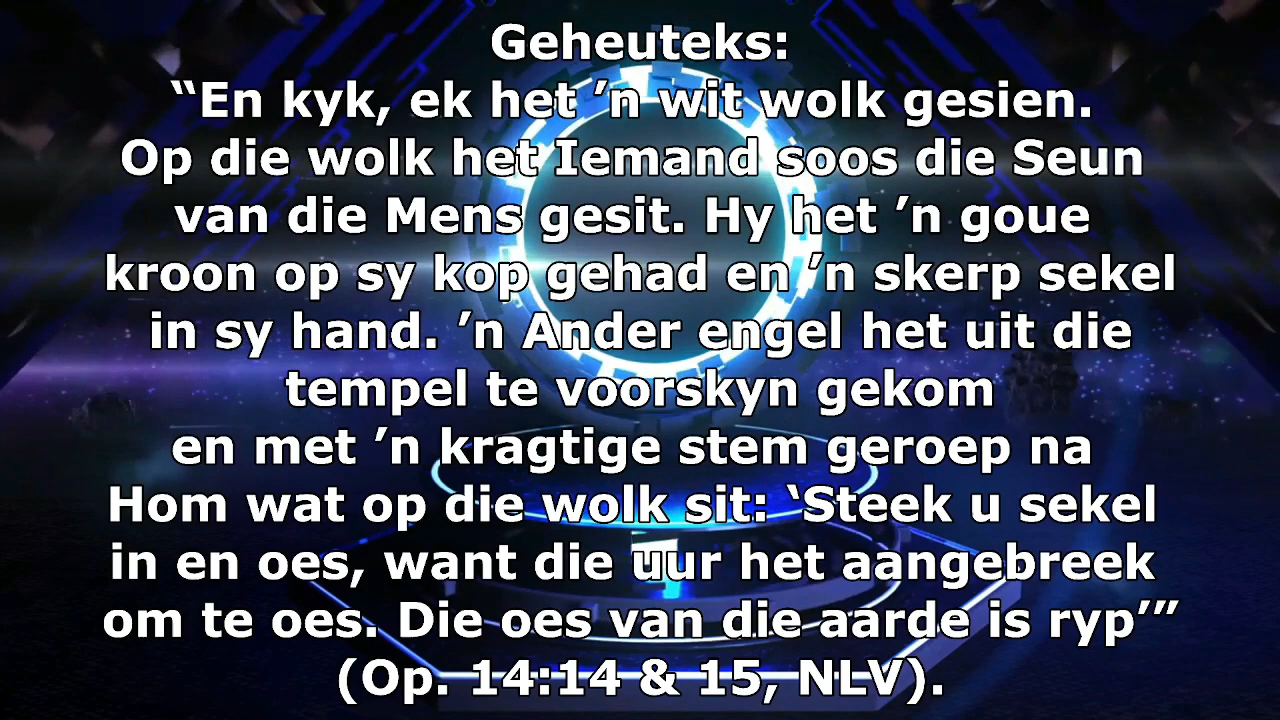 Geheuteks:
“En kyk, ek het ’n wit wolk gesien.
Op die wolk het Iemand soos die Seun
van die Mens gesit. Hy het ’n goue
kroon op sy kop gehad en ’n skerp sekel
in sy hand. ’n Ander engel het uit die
tempel te voorskyn gekom
en met ’n kragtige stem geroep na
Hom wat op die wolk sit: ‘Steek u sekel
in en oes, want die uur het aangebreek
om te oes. Die oes van die aarde is ryp’”
(Op. 14:14 & 15, NLV).